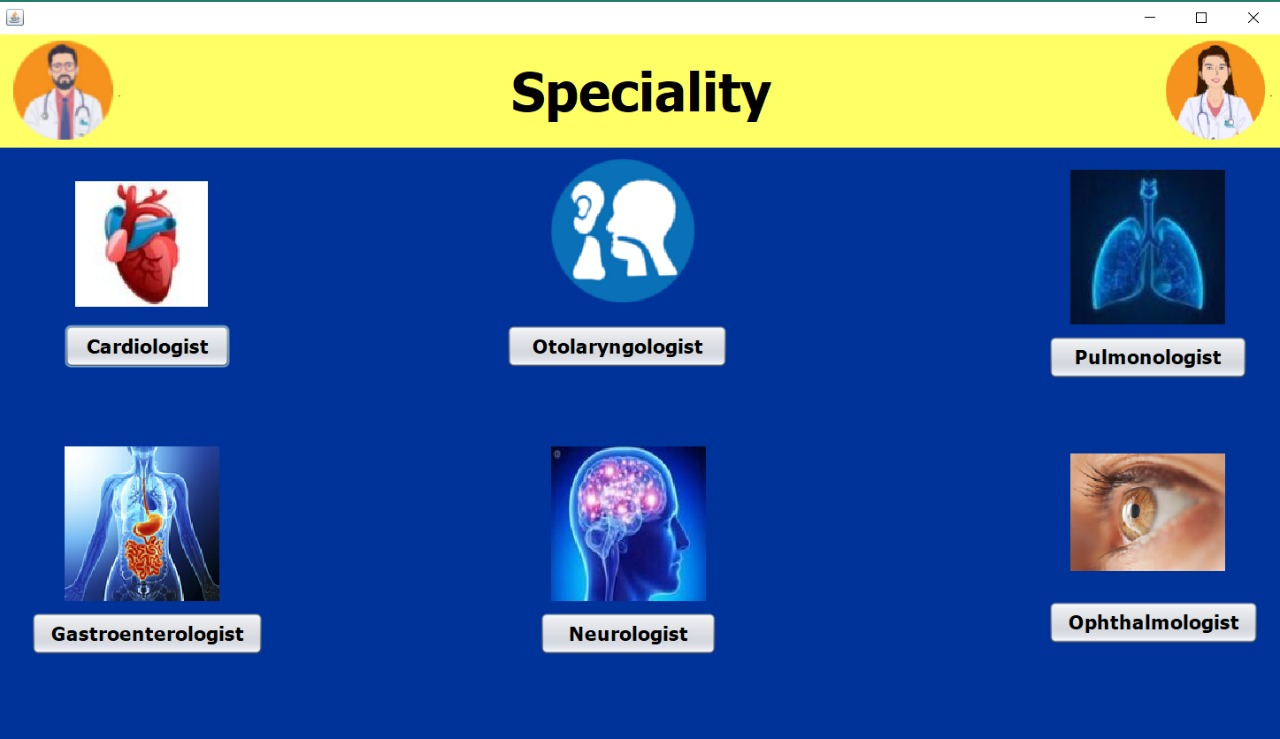 Speciality
Cardiologist
Otolaryngologist
Pulmonologist
Gastroenterologist
Neurologist
Ophthalmologist